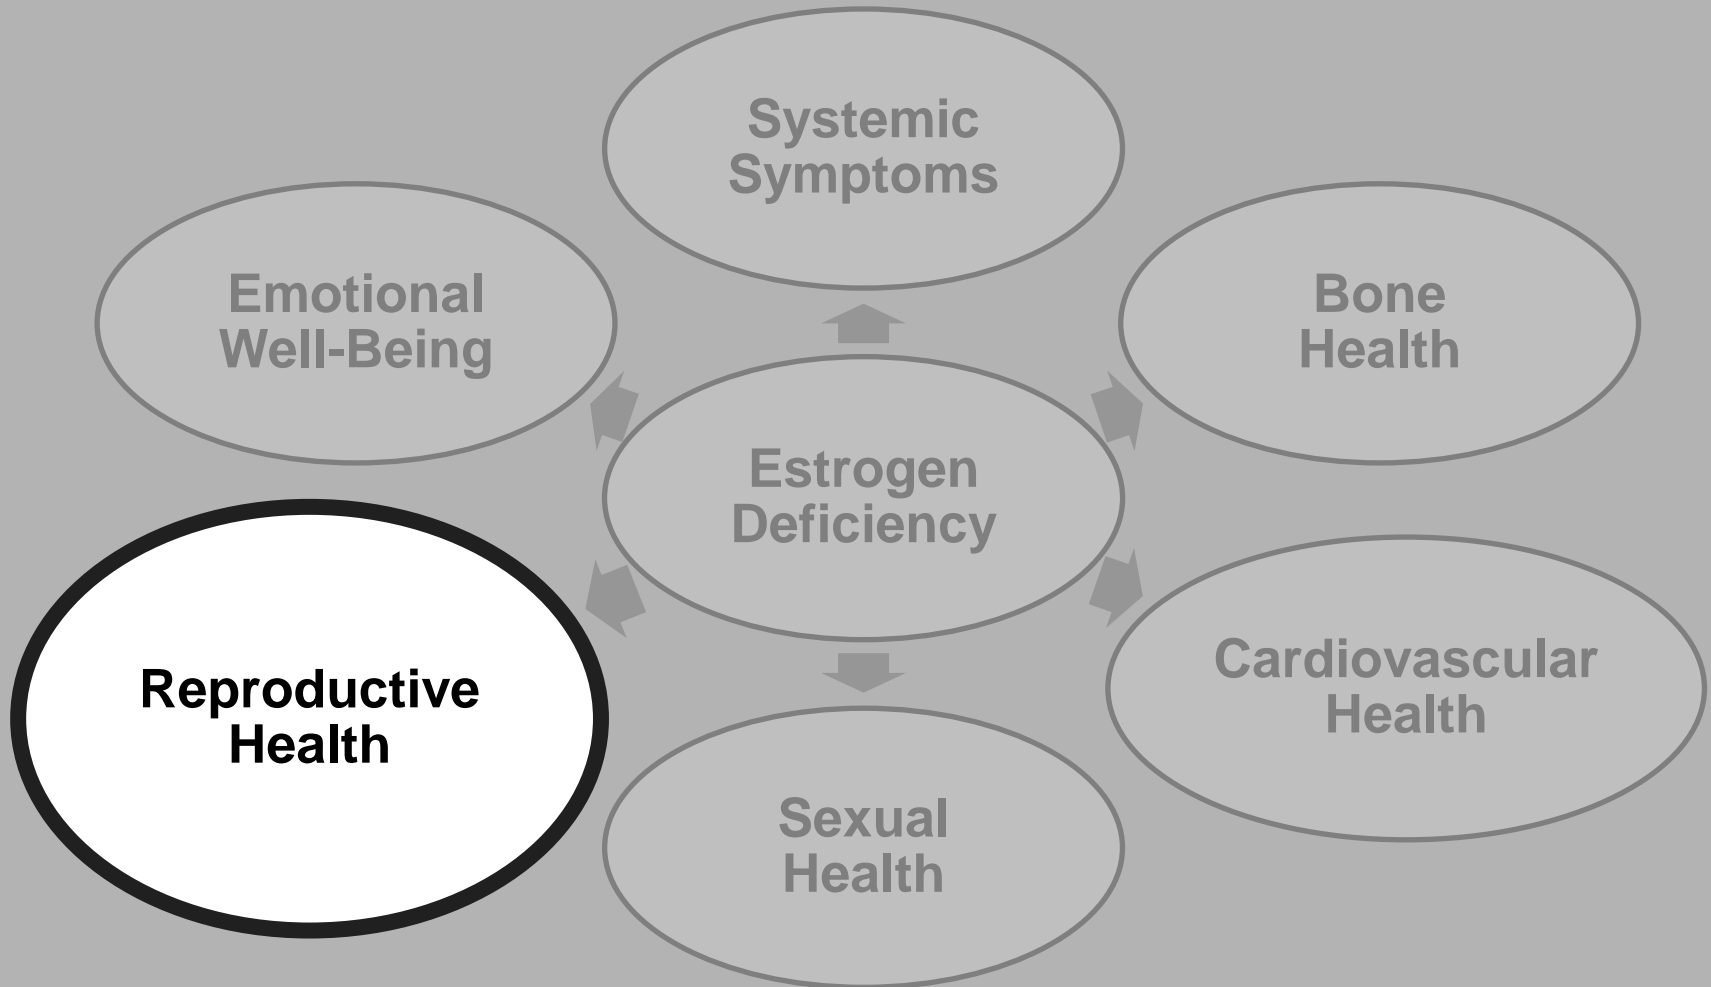 Systemic
Symptoms
Emotional
Well-Being
Bone
Health
Estrogen
Deficiency
Reproductive
Health
Cardiovascular
Health
Sexual
Health